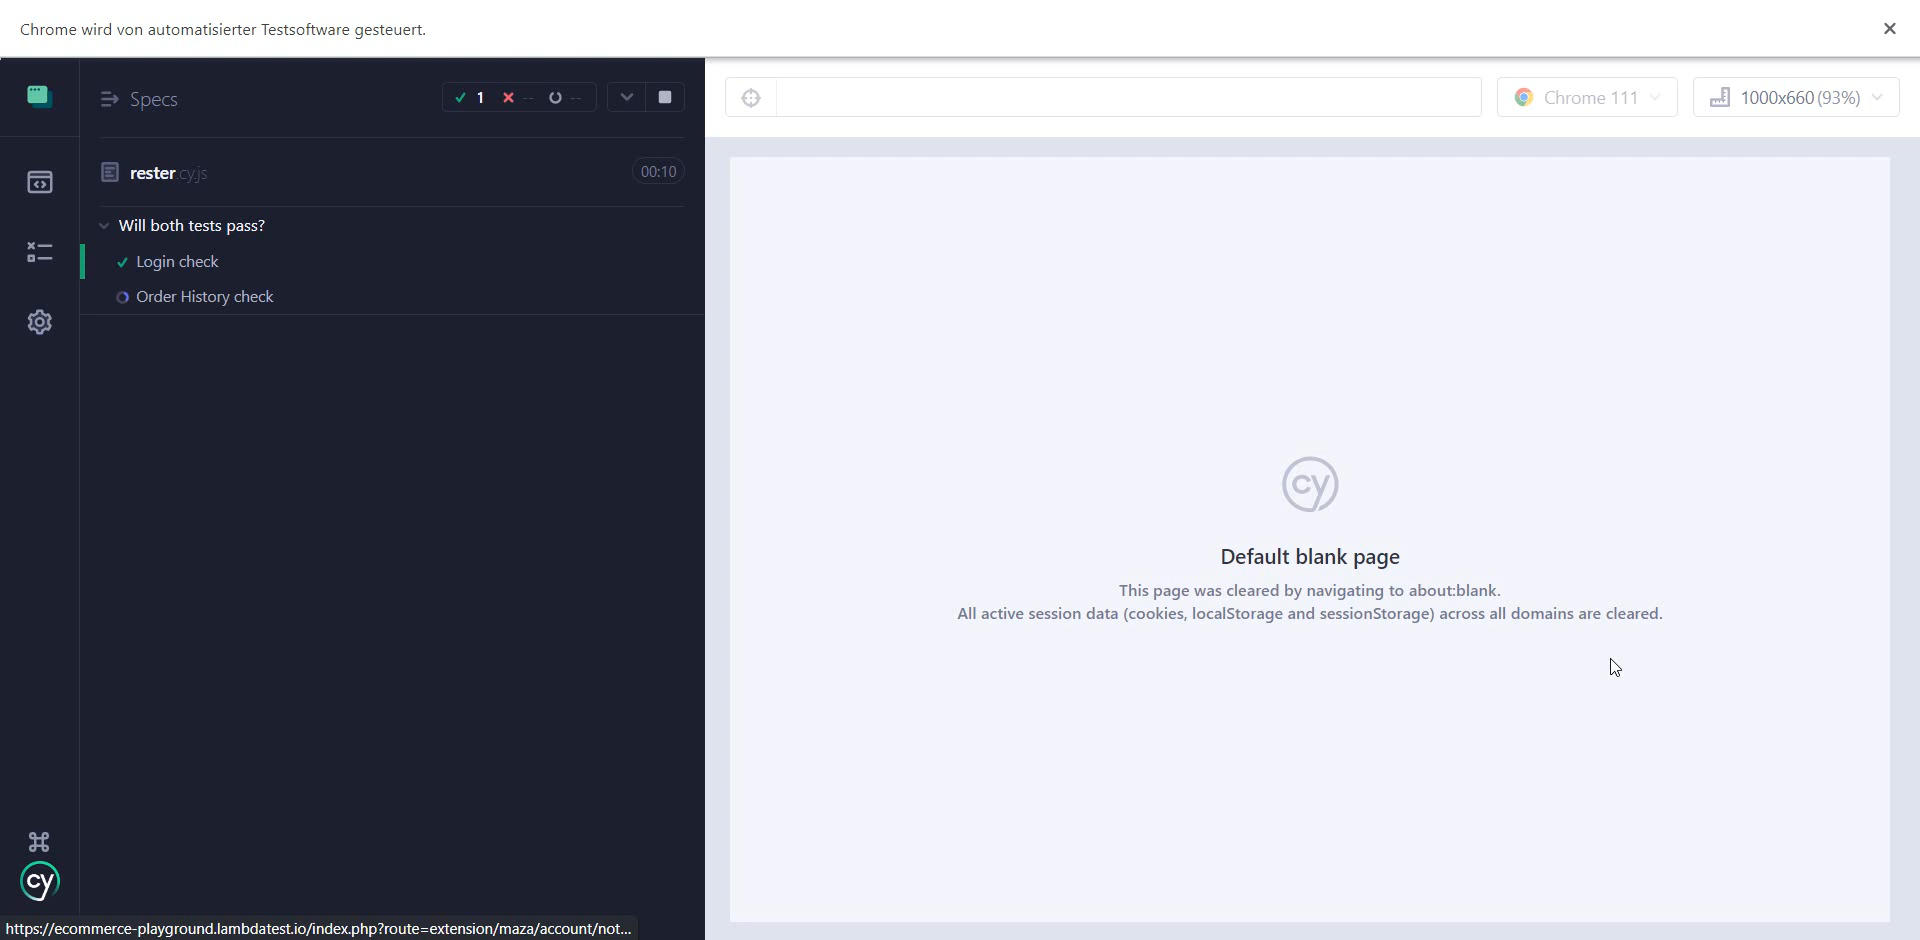 Chrome wird von automatisierter Testsoftware gesteuert.
Specs
1 -- --
Chrome 111
1000x660 (93%)
rester.cy.js
00:10
Will both tests pass?
Login check
Order History check
cy
Default blank page
This page was cleared by navigating to about:blank.
All active session data (cookies, localStorage and sessionStorage) across all domains are cleared.
cy
https://ecommerce-playground.lambdatest.io/index.php?route=extension/maza/account/not...